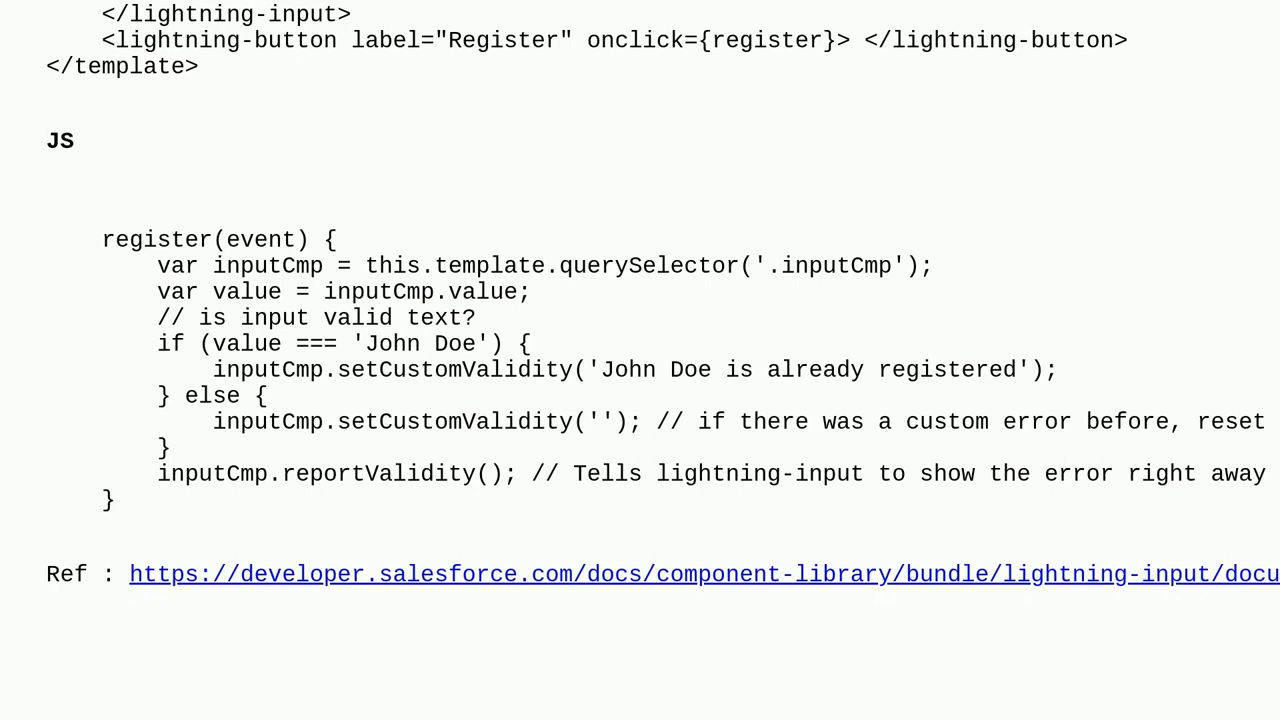 </lightning-input>
<lightning-button label="Register" onclick={register}> </lightning-button>
</template>
JS
register(event) {
var inputCmp = this.template.querySelector('.inputCmp');
var value = inputCmp.value;
// is input valid text?
if (value === 'John Doe') {
inputCmp.setCustomValidity('John Doe is already registered');
} else {
inputCmp.setCustomValidity(''); // if there was a custom error before, reset
}
inputCmp.reportValidity(); // Tells lightning-input to show the error right away
}
Ref : https://developer.salesforce.com/docs/component-library/bundle/lightning-input/docu